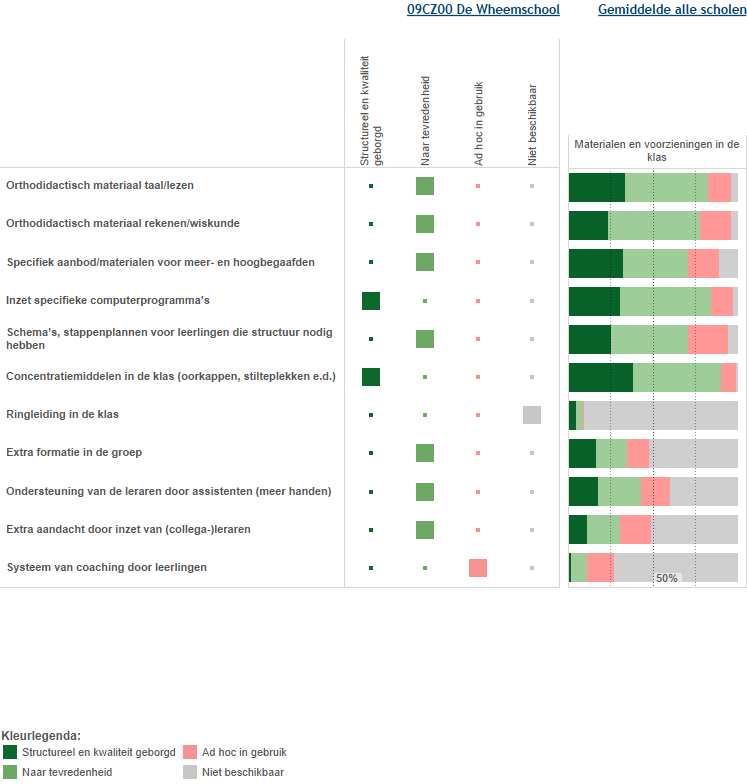 09CZ00 De Wheemschool
Gemiddelde alle scholen
Structureel en kwaliteit
geborgd
Naar tevredenheid
Ad hoc in gebruik
Niet beschikbaar
Materialen en voorzieningen in de
klas
Orthodidactisch materiaal taal/lezen
Orthodidactisch materiaal rekenen/wiskunde
Specifiek aanbod/materialen voor meer- en hoogbegaafden
Inzet specifieke computerprogramma's
Schema's, stappenplannen voor leerlingen die structuur nodig
hebben
Concentratiemiddelen in de klas (oorkappen, stilteplekken e.d.)
Ringleiding in de klas
Extra formatie in de groep
Ondersteuning van de leraren door assistenten (meer handen)
Extra aandacht door inzet van (collega-)leraren
Systeem van coaching door leerlingen
50%
Kleurlegenda:
Structureel en kwaliteit geborgd
Ad hoc in gebruik
Naar tevredenheid
Niet beschikbaar